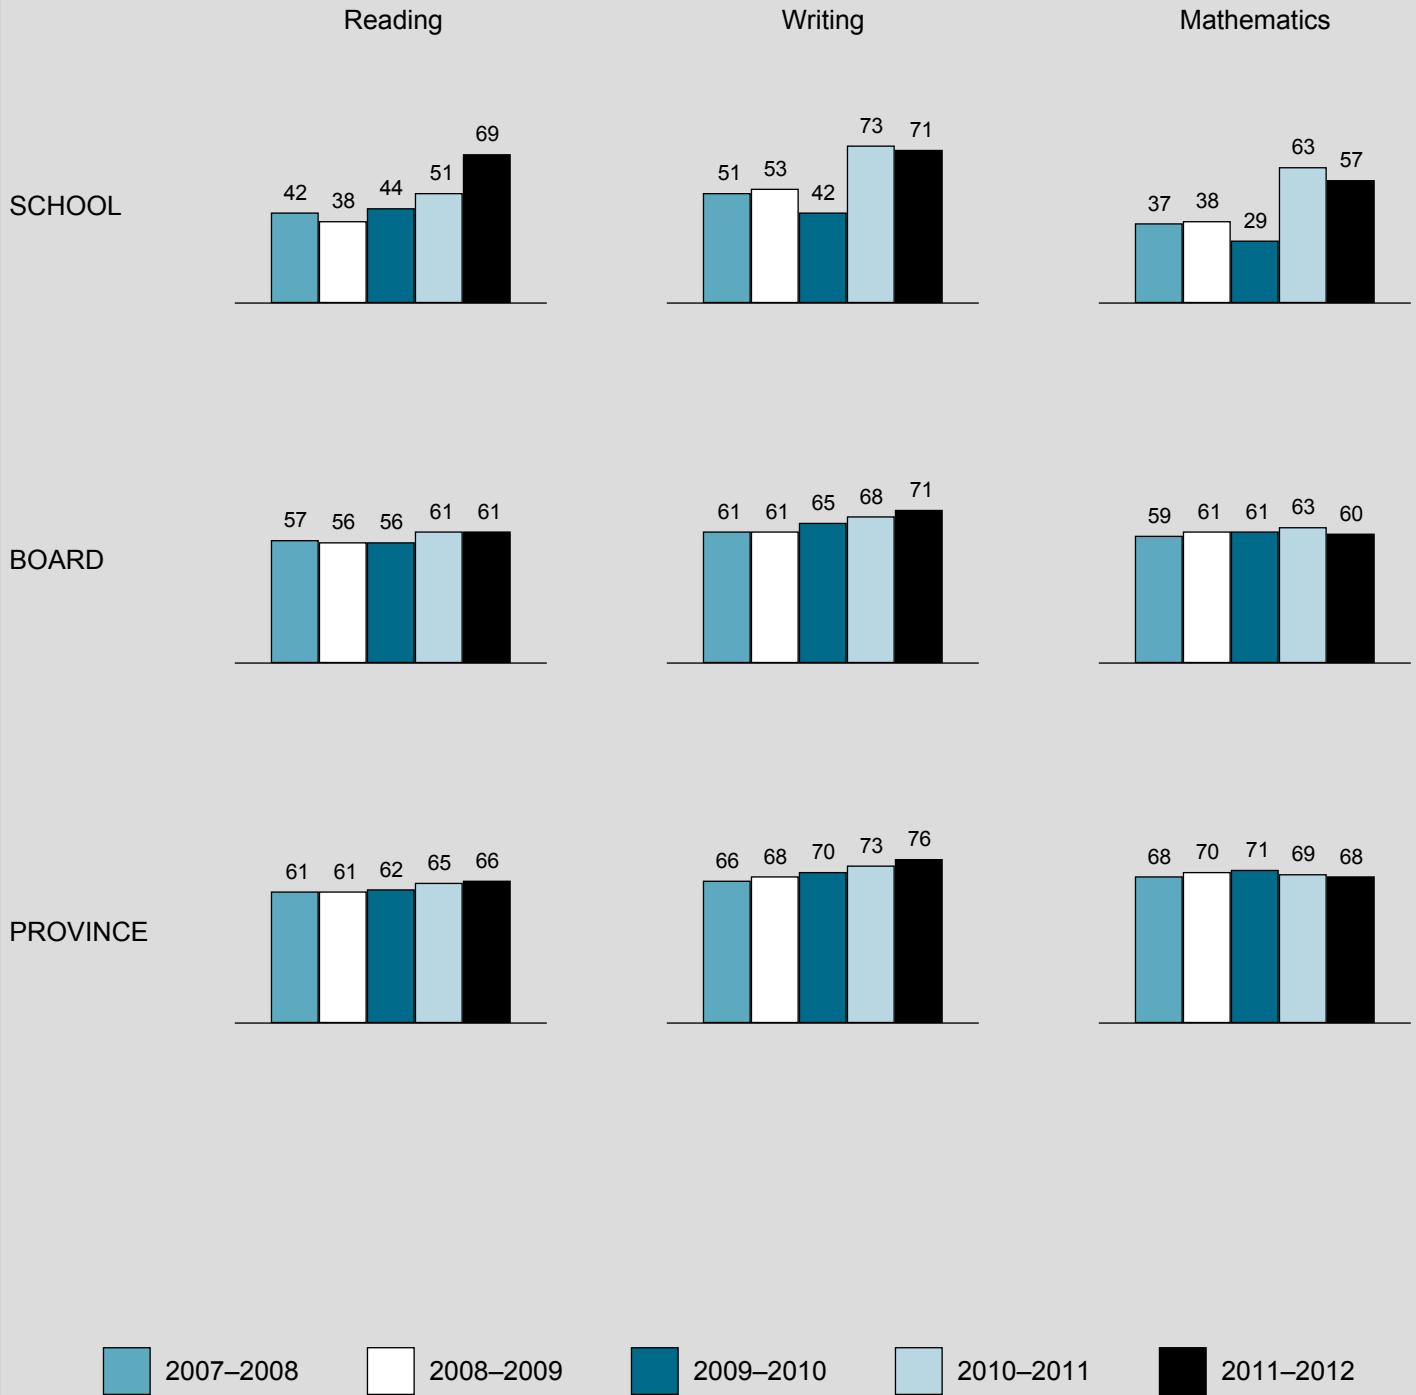 Reading Writing Mathematics
SCHOOL
42 38 44 51 69
51 53 42 73 71
37 38 29 63 57
BOARD
57 56 56 61 61
61 61 65 68 71
59 61 61 63 60
PROVINCE
61 61 62 65 66
66 68 70 73 76
68 70 71 69 68
2007–2008 2008–2009 2009–2010 2010–2011 2011–2012